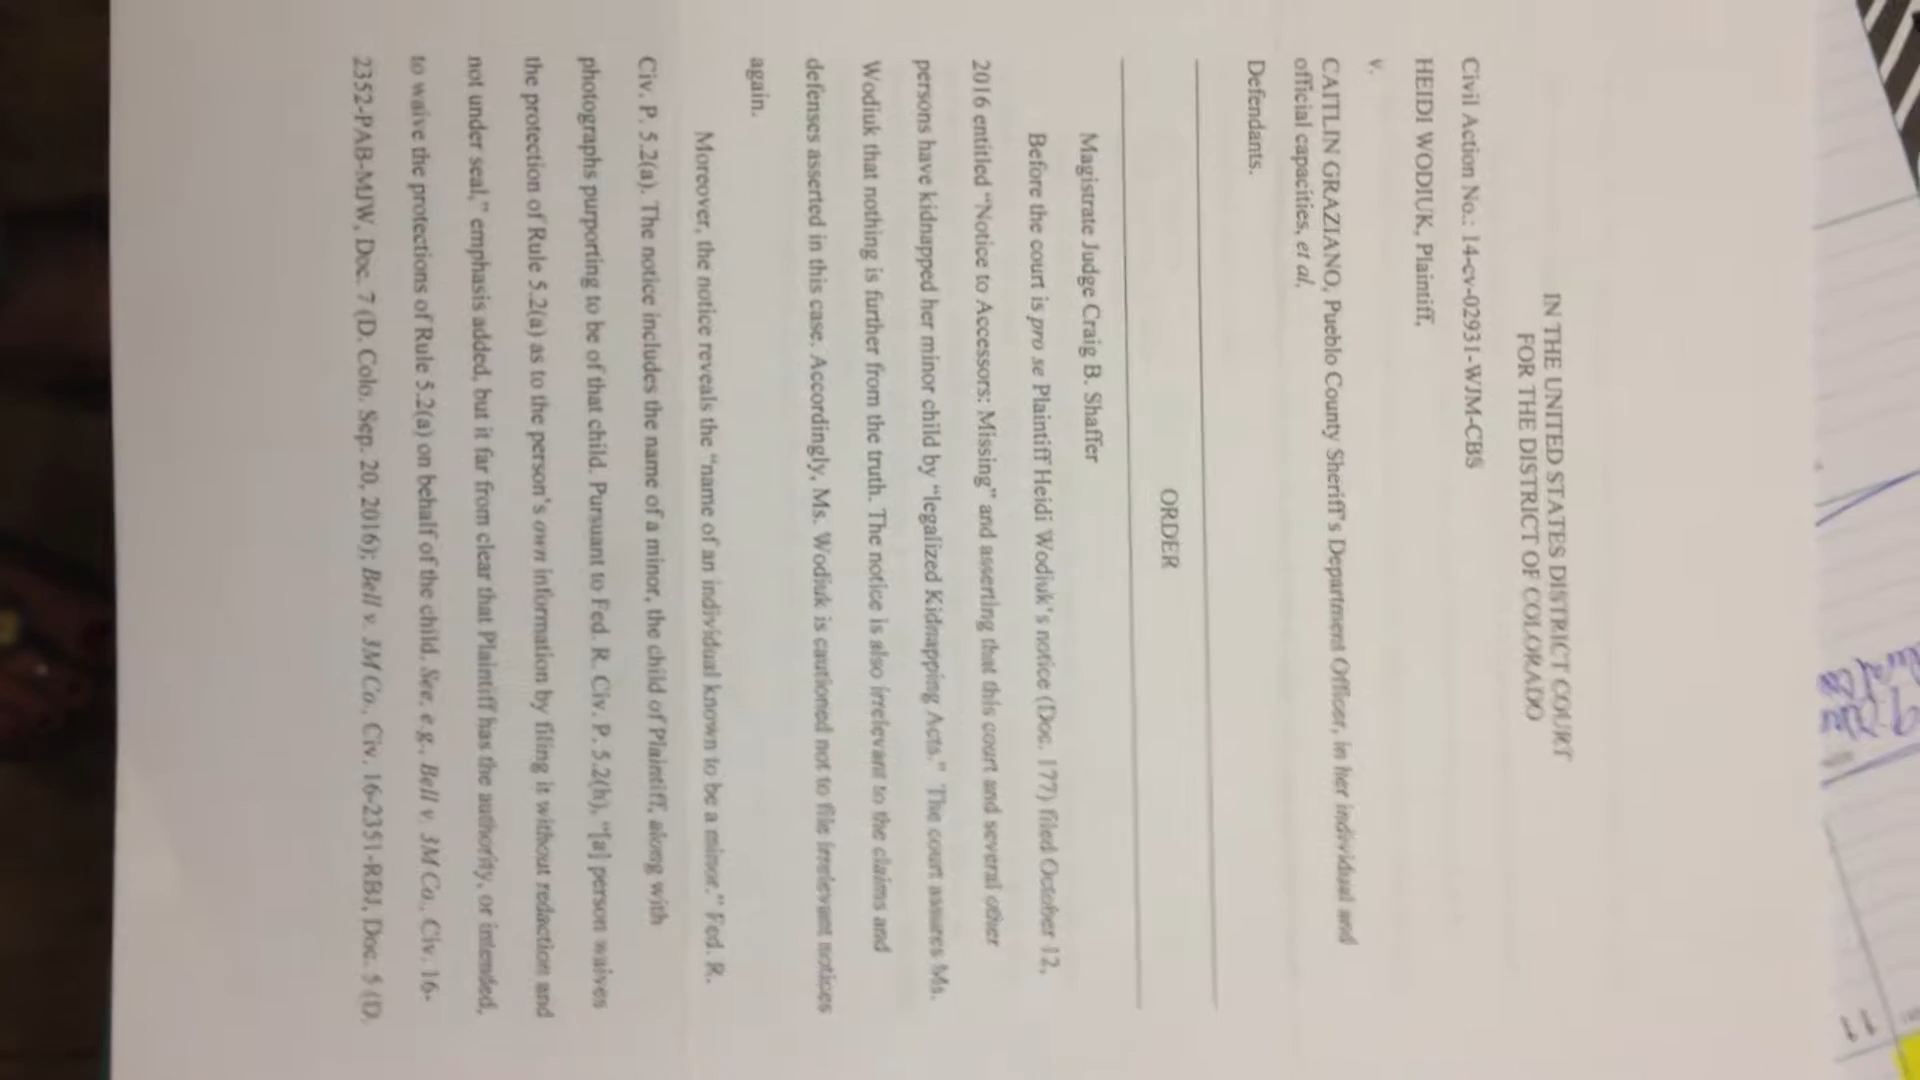 IN THE UNITED STATES DISTRICT COURT
FOR THE DISTRICT OF COLORADO
Civil Action No.: 14-cv-02931-WJM-CBS
HEIDI WODIUK, Plaintiff,
v.
CAITLIN GRAZIANO, Pueblo County Sheriff's Department Officer, in her individual and
official capacities, et al,
Defendants.
ORDER
Magistrate Judge Craig B. Shaffer
Before the court is pro se Plaintiff Heidi Wodiuk's notice (Doc. 177) filed October 12,
2016 entitled “Notice to Accessors: Missing” and asserting that this court and several other
persons have kidnapped her minor child by “legalized Kidnapping Acts.” The court assures Ms.
Wodiuk that nothing is further from the truth. The notice is also irrelevant to the claims and
defenses asserted in this case. Accordingly, Ms. Wodiuk is cautioned not to file irrelevant notices
again.
Moreover, the notice reveals the “name of an individual known to be a minor.” Fed. R.
Civ. P. 5.2(a). The notice includes the name of a minor, the child of Plaintiff, along with
photographs purporting to be of that child. Pursuant to Fed. R. Civ. P. 5.2(h), “[a] person waives
the protection of Rule 5.2(a) as to the person's own information by filing it without redaction and
not under seal,” emphasis added, but it far from clear that Plaintiff has the authority, or intended,
to waive the protections of Rule 5.2(a) on behalf of the child. See, e.g., Bell v. 3M Co., Civ. 16-
2352-PAB-MJW, Doc. 7 (D. Colo. Sep. 20, 2016); Bell v. 3M Co., Civ. 16-2351-RBJ, Doc. 5 (D.